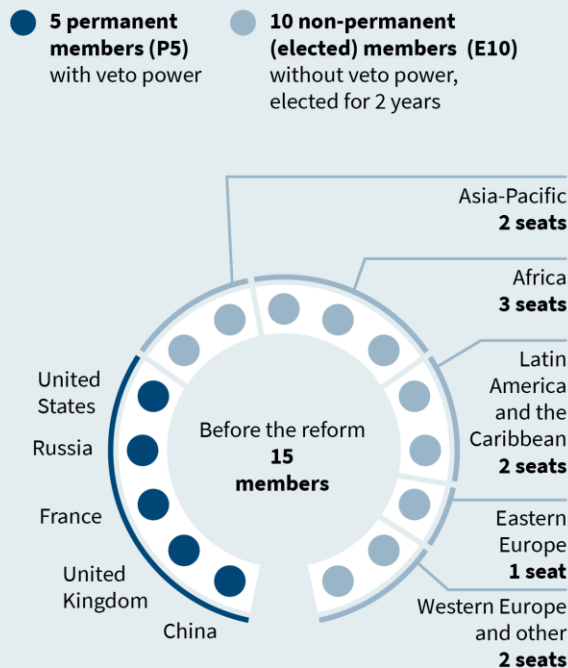 5 permanent
members (P5)
with veto power
10 non-permanent
(elected) members (E10)
without veto power,
elected for 2 years
Asia-Pacific
2 seats
Africa
3 seats
Latin
America
and the
Caribbean
2 seats
Eastern
Europe
1 seat
Western Europe
and other
2 seats
United
States
Russia
France
United
Kingdom
China
Before the reform
15
members